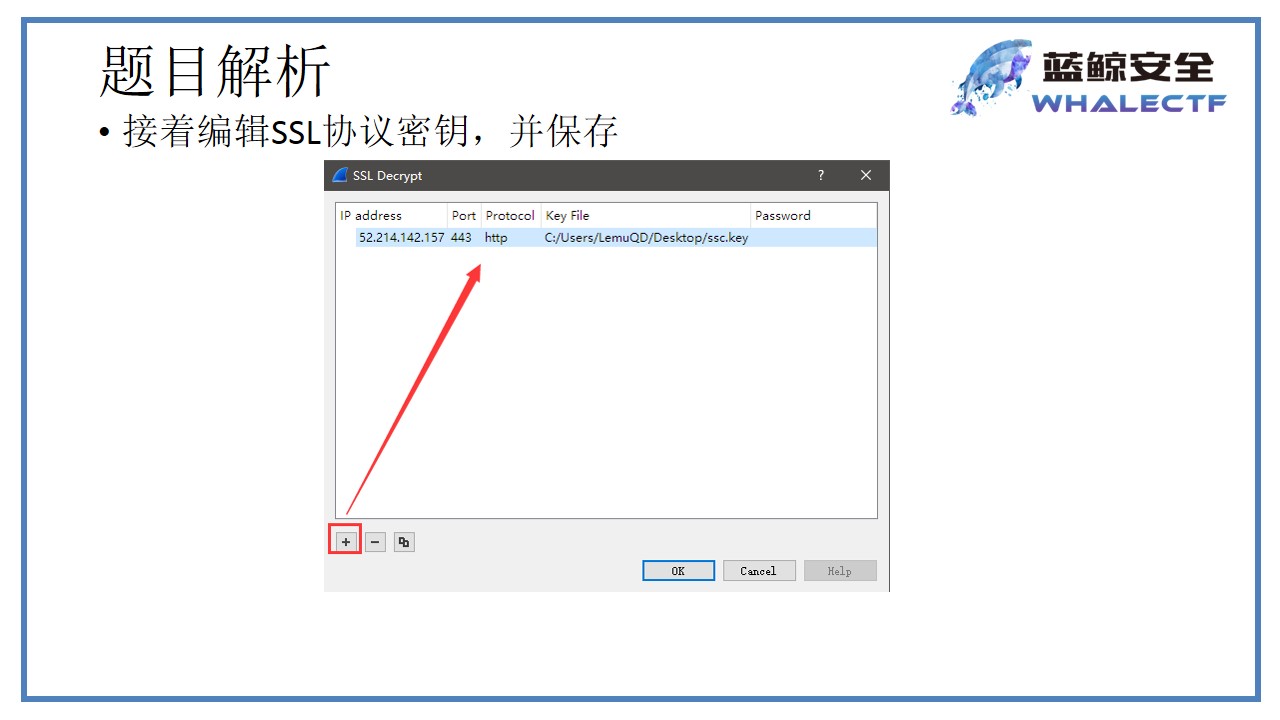 题目解析
蓝鲸安全
WHALECTF
• 接着编辑SSL协议密钥，并保存
SSL Decrypt
IP address Port Protocol Key File Password
52.214.142.157 443 http C:/Users/LemuQD/Desktop/ssc.key
OK Cancel Help